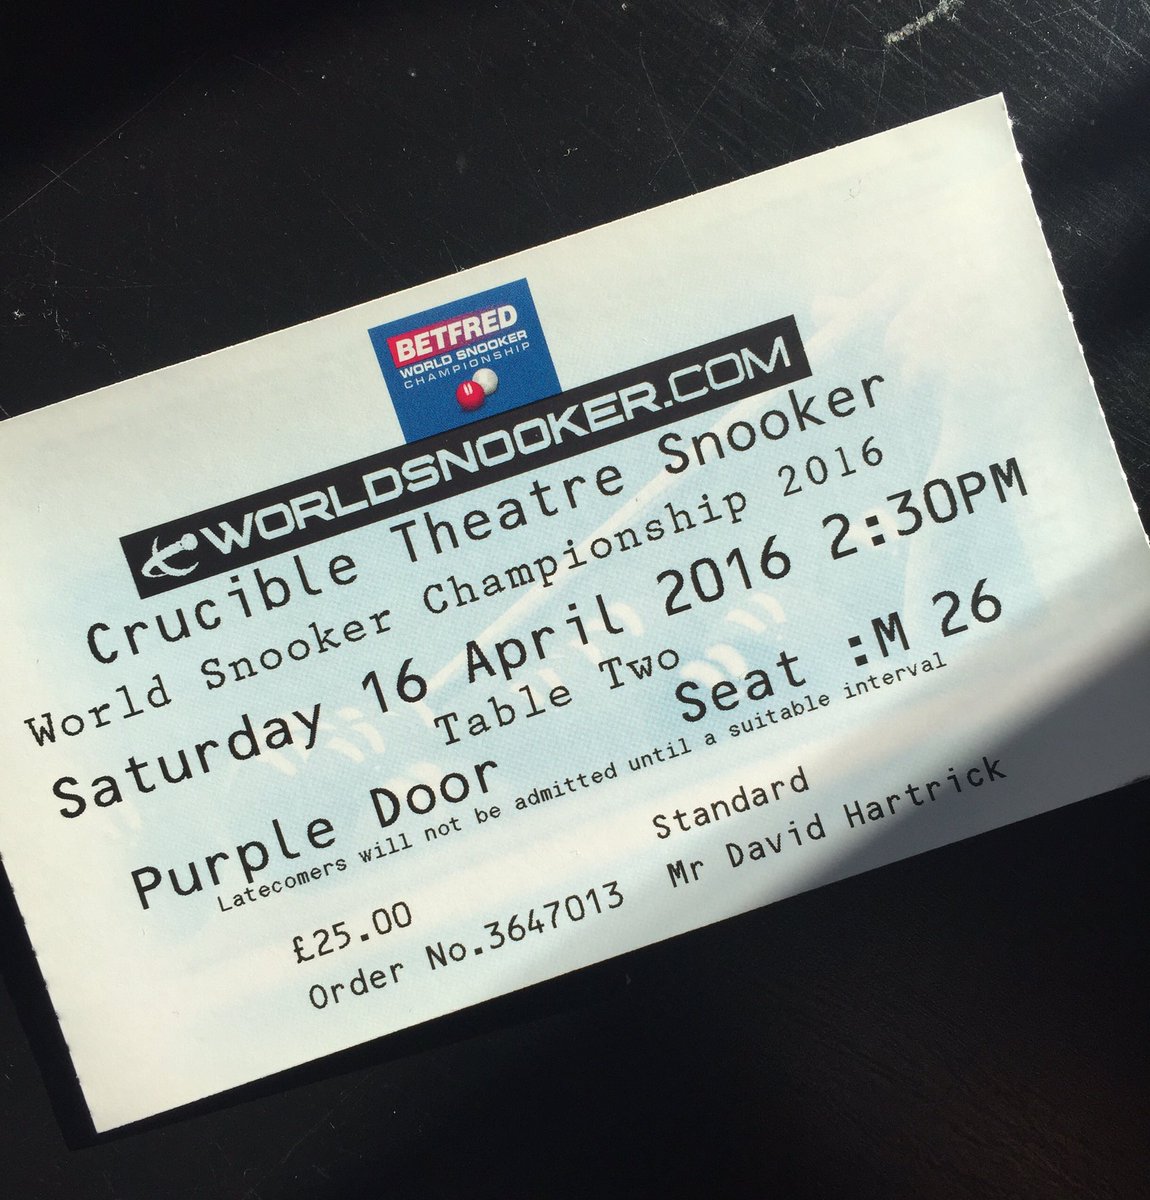 BETFRED
WORLD SNOOKER
CHAMPIONSHIP
WORLDSNOOKER.COM
Crucible Theatre Snooker
World Snooker Championship 2016
Saturday 16 April 2016 2:30PM
Table Two
Purple Door Seat :M 26
Latecomers will not be admitted until a suitable interval
£25.00 Standard
Order No.3647013 Mr David Hartrick